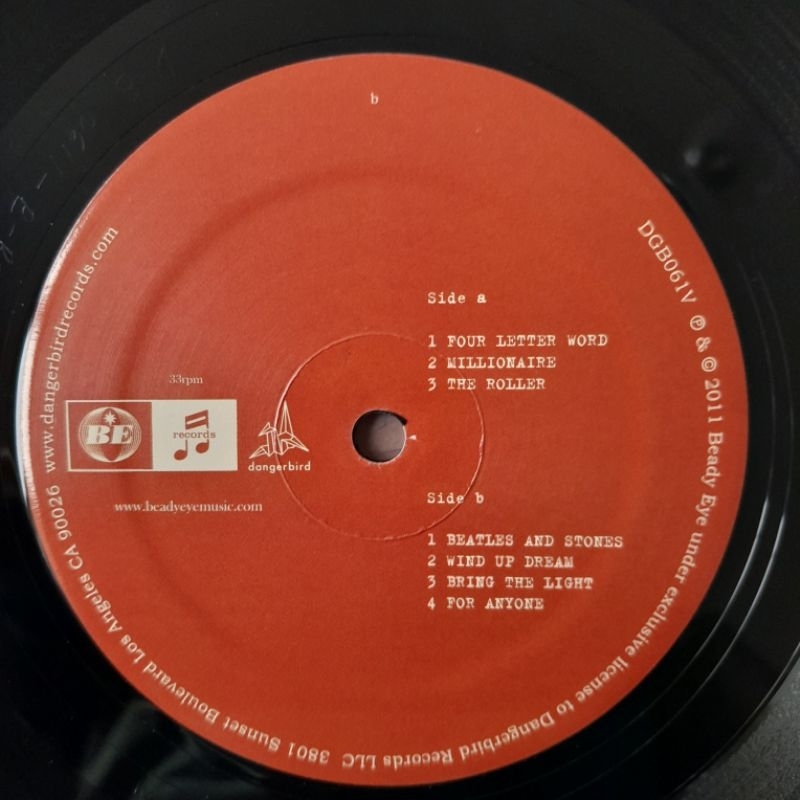 b
Side a
1 FOUR LETTER WORD
2 MILLIONAIRE
3 THE ROLLER
33rpm
BE
records
dangerbird
www.beadyeyemusic.com
Side b
1 BEATLES AND STONES
2 WIND UP DREAM
3 BRING THE LIGHT
4 FOR ANYONE
DGB061V ℗ & © 2011 Beady Eye under exclusive license to Dangerbird Records LLC 3801 Sunset Boulevard Los Angeles CA 90026 www.dangerbirdrecords.com